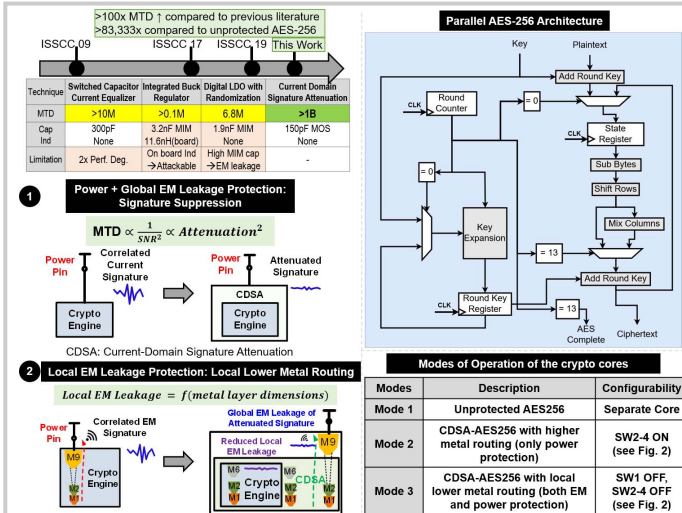 >100x MTD ↑ compared to previous literature
>83,333x compared to unprotected AES-256
ISSCC 09
ISSCC 17
ISSCC 19
This Work
Technique
Switched Capacitor
Current Equalizer
Integrated Buck
Regulator
Digital LDO with
Randomization
Current Domain
Signature Attenuation
MTD
>10M
>0.1M
6.8M
>1B
Cap
Ind
300pF
None
3.2nF MIM
11.6nH(board)
1.9nF MIM
None
150pF MOS
None
Limitation
2x Perf. Deg.
On board Ind
→Attackable
High MIM cap
→EM leakage
-
1
Power + Global EM Leakage Protection:
Signature Suppression
MTD ∝ 1/SNR² ∝ Attenuation²
Power
Pin
Correlated
Current
Signature
Crypto
Engine
Power
Pin
Attenuated
Signature
CDSA
Crypto
Engine
CDSA: Current-Domain Signature Attenuation
2
Local EM Leakage Protection: Local Lower Metal Routing
Local EM Leakage = f(metal layer dimensions)
Power
Pin
Correlated EM
Signature
M9
M2
M1
Crypto
Engine
Global EM Leakage of
Attenuated Signature
Reduced Local
EM Leakage
M9
M6
M2
M1
Crypto
Engine
M6
M2
M1
CDSA
M2
M1
Parallel AES-256 Architecture
Key
Plaintext
Add Round Key
Round
Counter
CLK
= 0
CLK
State
Register
Sub Bytes
Shift Rows
Mix Columns
= 0
Key
Expansion
= 13
Add Round Key
CLK
Round Key
Register
= 13
AES
Complete
Ciphertext
Modes of Operation of the crypto cores
Modes
Description
Configurability
Mode 1
Unprotected AES256
Separate Core
Mode 2
CDSA-AES256 with higher
metal routing (only power
protection)
SW2-4 ON
(see Fig. 2)
Mode 3
CDSA-AES256 with local
lower metal routing (both EM
and power protection)
SW1 OFF,
SW2-4 OFF
(see Fig. 2)